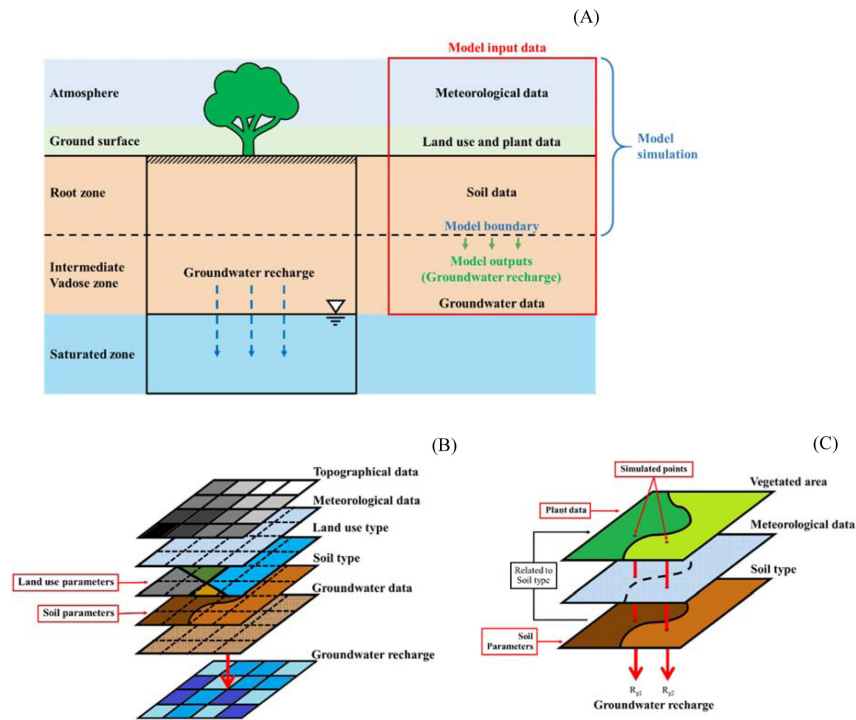 (A)
Model input data
Atmosphere
Meteorological data
Ground surface
Land use and plant data
Model
simulation
Root zone
Soil data
Model boundary
Intermediate
Vadose zone
Groundwater recharge
Model outputs
(Groundwater recharge)
Groundwater data
Saturated zone
(B)
Topographical data
Meteorological data
Land use type
Soil type
Land use parameters
Groundwater data
Soil parameters
Groundwater recharge
(C)
Simulated points
Vegetated area
Plant data
Meteorological data
Related to
Soil type
Soil type
Soil
Parameters
Rg1 Rg2
Groundwater recharge